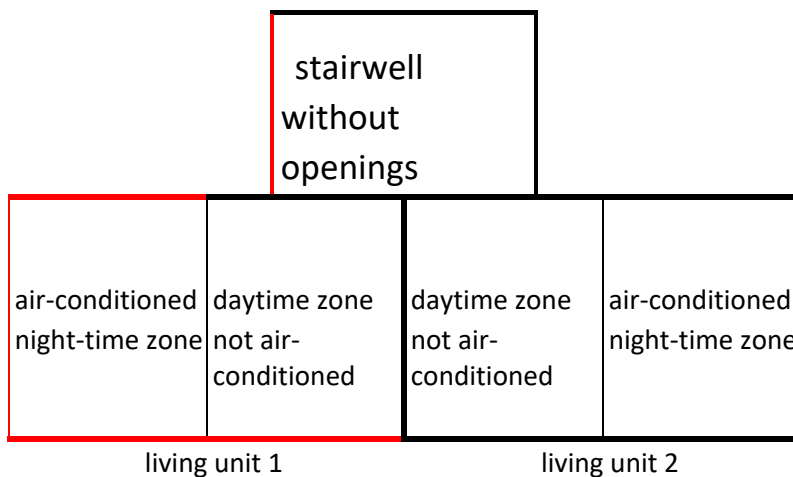 stairwell
without
openings
air-conditioned
night-time zone
daytime zone
not air-
conditioned
daytime zone
not air-
conditioned
air-conditioned
night-time zone
living unit 1
living unit 2